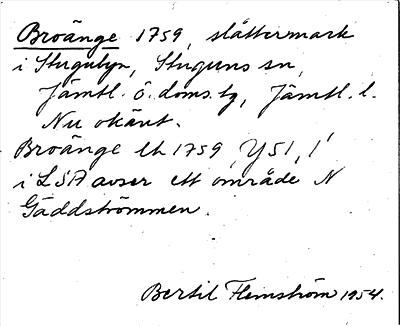 Broänge 1759, slåttermark
i Stugubyn, Stuguns sn,
Jämtl. ö. doms. tg, Jämtl. l.
Nu okänt.
Broänge lh 1759, Y51, 1
i LSA avser ett område N
Gäddströmmen.
Bertil Flemström 1954.